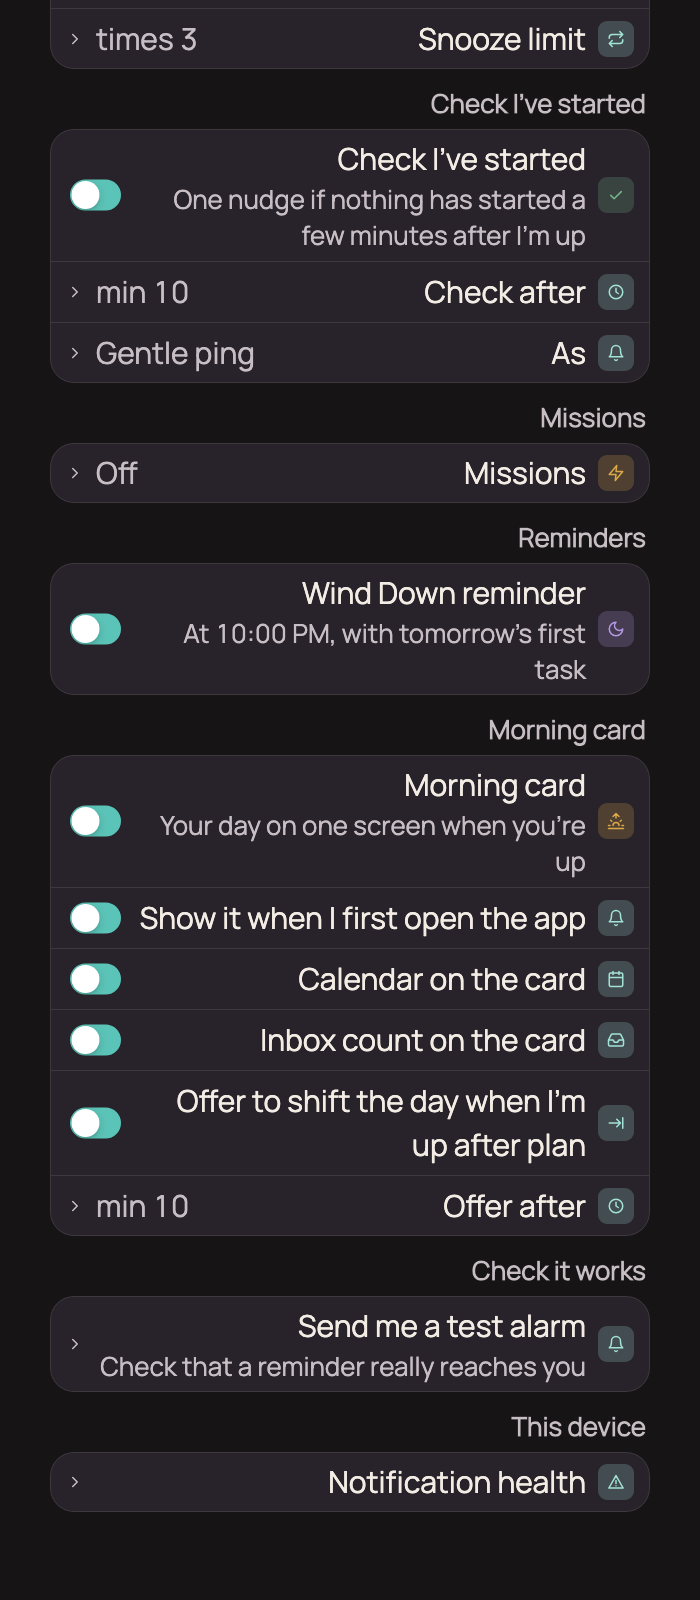 Snooze limit
times 3
Check I've started
Check I've started
One nudge if nothing has started a
few minutes after I'm up
Check after
min 10
As
Gentle ping
Missions
Missions
Off
Reminders
Wind Down reminder
At 10:00 PM, with tomorrow's first
task
Morning card
Morning card
Your day on one screen when you're
up
Show it when I first open the app
Calendar on the card
Inbox count on the card
Offer to shift the day when I'm
up after plan
Offer after
min 10
Check it works
Send me a test alarm
Check that a reminder really reaches you
This device
Notification health